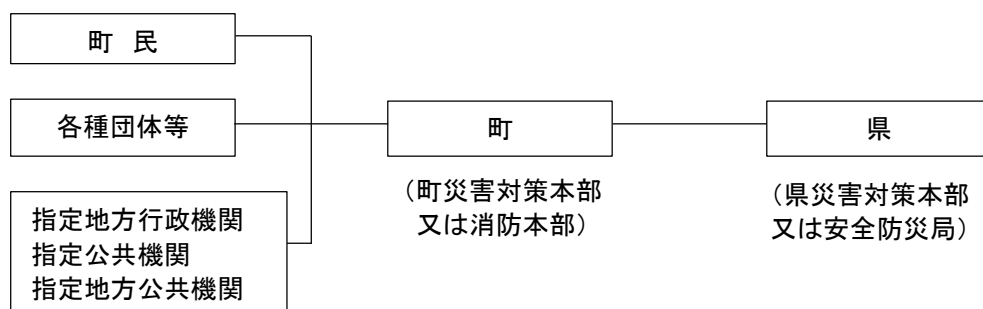 町 民
各種団体等
指定地方行政機関
指定公共機関
指定地方公共機関
町
（町災害対策本部
又は消防本部）
県
（県災害対策本部
又は安全防災局）